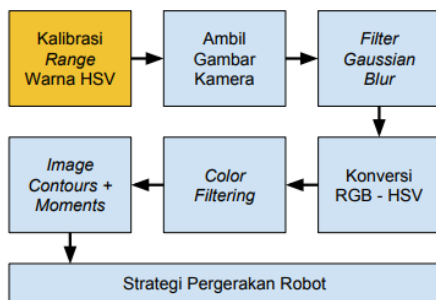 Kalibrasi
Range
Warna HSV
Ambil
Gambar
Kamera
Filter
Gaussian
Blur
Konversi
RGB - HSV
Color
Filtering
Image
Contours +
Moments
Strategi Pergerakan Robot